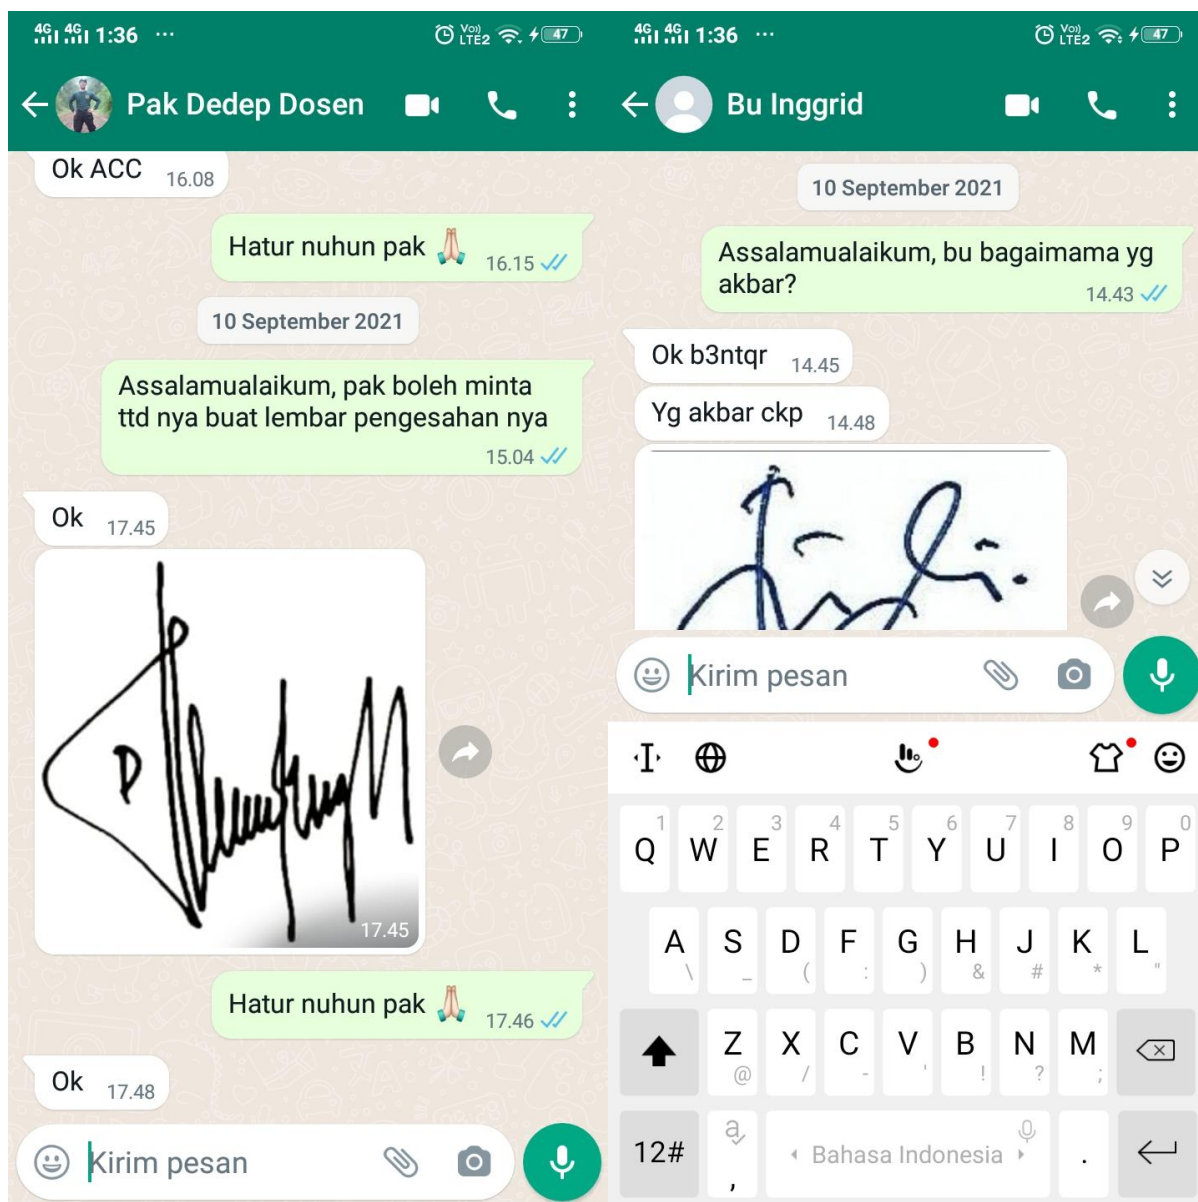 4G 4G 1:36 ... Vo) LTE2 47
Pak Dedep Dosen
Ok ACC 16.08
Hatur nuhun pak 🙏🏻 16.15
10 September 2021
Assalamualaikum, pak boleh minta
ttd nya buat lembar pengesahan nya
15.04
Ok 17.45
D
17.45
Hatur nuhun pak 🙏🏻 17.46
Ok 17.48
Kirim pesan
4G 4G 1:36 ... Vo) LTE2 47
Bu Inggrid
10 September 2021
Assalamualaikum, bu bagaimama yg
akbar?
14.43
Ok b3ntqr 14.45
Yg akbar ckp 14.48
Kirim pesan
1 2 3 4 5 6 7 8 9 0
Q W E R T Y U I O P
A S D F G H J K L
\ _ ( : ) & # * "
Z X C V B N M
@ / - ' ! ? ;
12# a , Bahasa Indonesia .